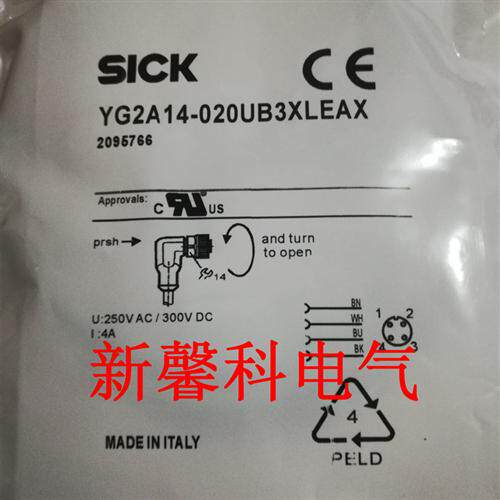 SICK CE
YG2A14-020UB3XLEAX
2095766
Approvals: C RU US
prsh
and turn
to open
14
U:250V AC / 300V DC
I :4A
BN
WH
BU
BK
1 2
4 3
新馨科电气
4
PELD
MADE IN ITALY